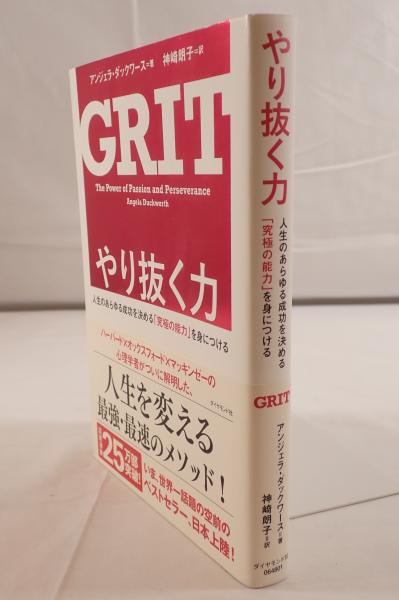 アンジェラ・ダックワース=著
神崎朗子=訳
GRIT
The Power of Passion and Perseverance
Angela Duckworth
やり抜く力
人生のあらゆる成功を決める「究極の能力」を身につける
ダイヤモンド社
ハーバード×オックスフォード×マッキンゼーの
心理学者がついに解明した、
人生を変える
最強・最速のメソッド!
25万部
突破!
いま、世界一話題の空前の
ベストセラー、日本上陸!
やり抜く力
人生のあらゆる成功を決める
「究極の能力」を身につける
GRIT
アンジェラ・ダックワース=著
神崎朗子=訳
ダイヤモンド社
064801